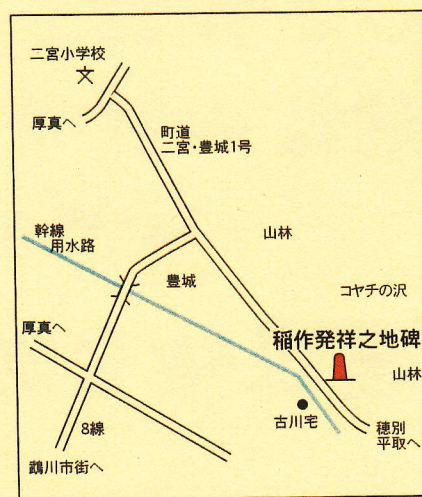 二宮小学校
厚真へ
町道
二宮・豊城1号
山林
幹線
用水路
豊城
コヤチの沢
厚真へ
稲作発祥之地碑
山林
古川宅
8線
穂別
平取へ
鵡川市街へ